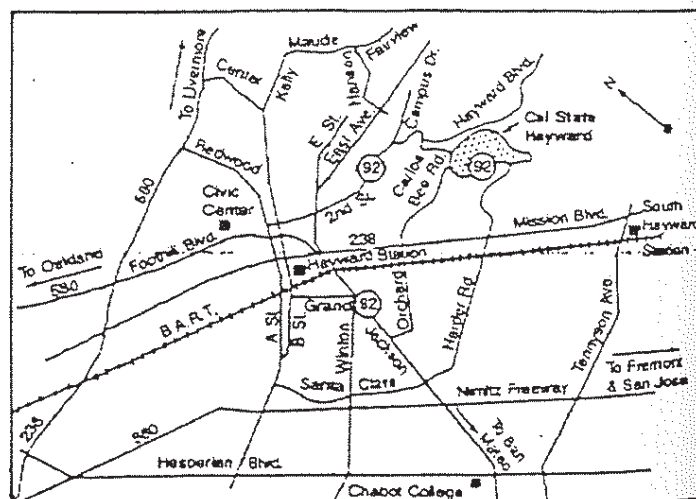 To Livermore
Center
Maude
Kelly
Hanson
Fairview
E St.
East Ave.
Campus Dr.
Hayward Blvd.
N
Cal State
Hayward
Redwood
580
Civic
Center
2nd St
92
Carlos
Bee Rd
92
Mission Blvd.
South
Hayward
To Oakland
580
Foothill Blvd.
238
Hayward Station
B.A.R.T.
A St.
B St.
Grand
92
Jackson
Orchard
Harder Rd
Tennyson Ave.
Winton
Santa Clara
Nimitz Freeway
To Fremont
& San Jose
238
880
Hesperian Blvd.
To San
Mateo
Chabot College